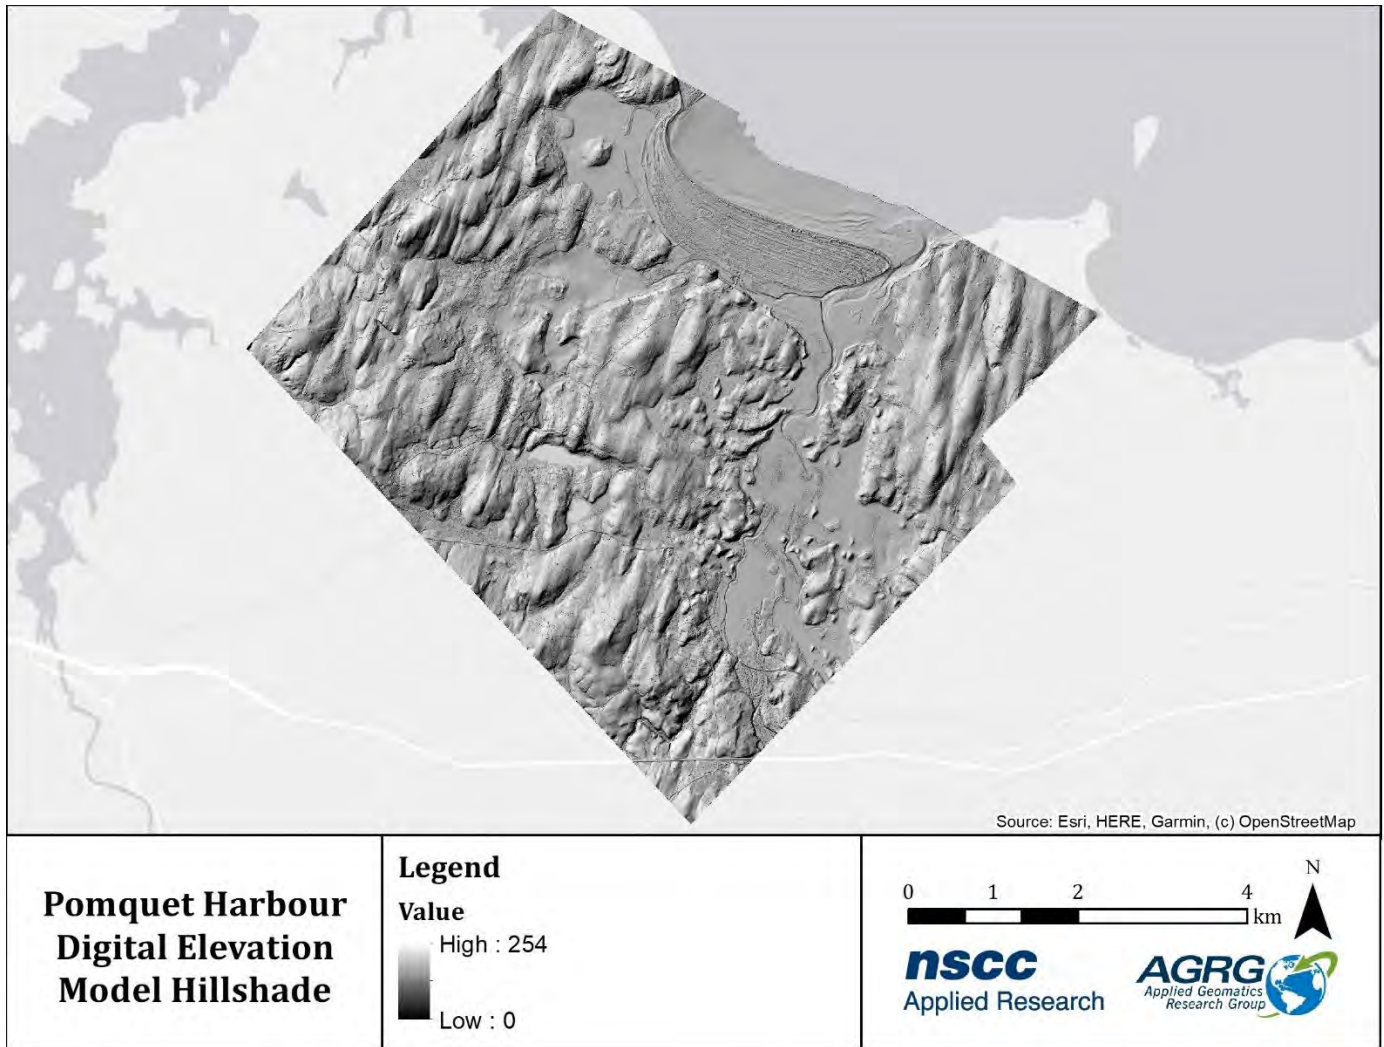 Source: Esri, HERE, Garmin, (c) OpenStreetMap
Pomquet Harbour
Digital Elevation
Model Hillshade
Legend
Value
High : 254
Low : 0
0 1 2 4
km
N
nscc
Applied Research
AGRG
Applied Geomatics
Research Group